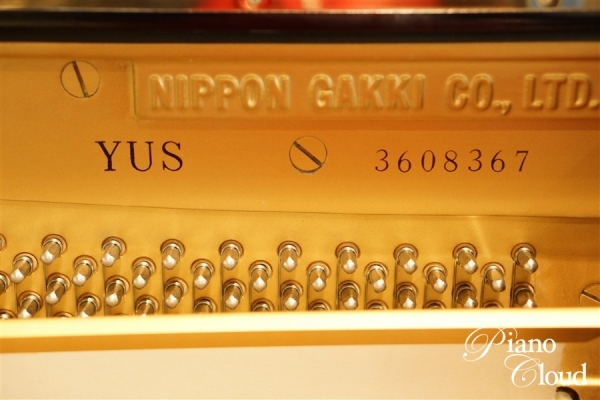 NIPPON GAKKI CO., LTD.
YUS 3608367
Piano
Cloud